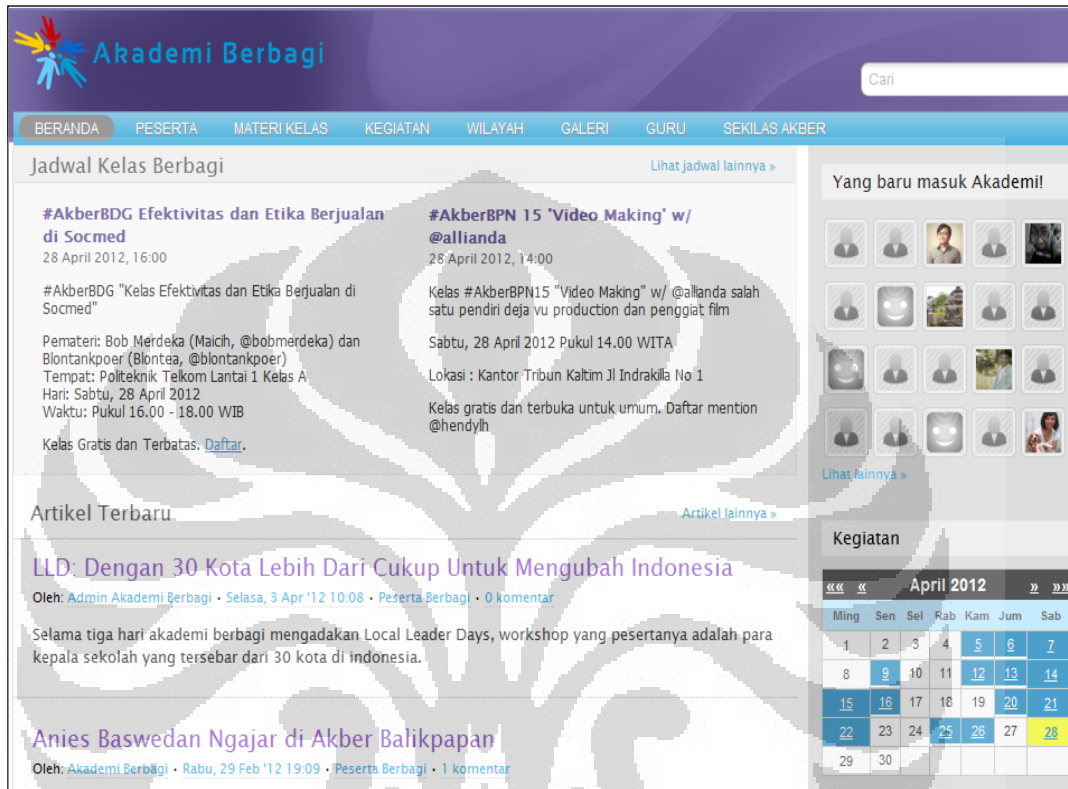 Akademi Berbagi
Cari
BERANDA PESERTA MATERI KELAS KEGIATAN WILAYAH GALERI GURU SEKILAS AKBER
Jadwal Kelas Berbagi
Lihat jadwal lainnya »
#AkberBDG Efektivitas dan Etika Berjualan
di Socmed
28 April 2012, 16:00
#AkberBDG "Kelas Efektivitas dan Etika Berjualan di
Socmed"
Pemateri: Bob Merdeka (Maicih, @bobmerdeka) dan
Blontankpoer (Blontea, @blontankpoer)
Tempat: Politeknik Telkom Lantai 1 Kelas A
Hari: Sabtu, 28 April 2012
Waktu: Pukul 16.00 - 18.00 WIB
Kelas Gratis dan Terbatas. Daftar.
#AkberBPN 15 'Video Making' w/
@allianda
28 April 2012, 14:00
Kelas #AkberBPN15 "Video Making" w/ @allianda salah
satu pendiri deja vu production dan penggiat film
Sabtu, 28 April 2012 Pukul 14.00 WITA
Lokasi : Kantor Tribun Kaltim Jl Indrakilla No 1
Kelas gratis dan terbuka untuk umum. Daftar mention
@hendylh
Artikel Terbaru
Artikel lainnya »
LLD: Dengan 30 Kota Lebih Dari Cukup Untuk Mengubah Indonesia
Oleh: Admin Akademi Berbagi • Selasa, 3 Apr '12 10:08 • Peserta Berbagi • 0 komentar
Selama tiga hari akademi berbagi mengadakan Local Leader Days, workshop yang pesertanya adalah para
kepala sekolah yang tersebar dari 30 kota di indonesia.
Anies Baswedan Ngajar di Akber Balikpapan
Oleh: Akademi Berbagi • Rabu, 29 Feb '12 19:09 • Peserta Berbagi • 1 komentar
Yang baru masuk Akademi!
Lihat lainnya »
Kegiatan
«« « April 2012 » »»
Ming Sen Sel Rab Kam Jum Sab
1 2 3 4 5 6 7
8 9 10 11 12 13 14
15 16 17 18 19 20 21
22 23 24 25 26 27 28
29 30